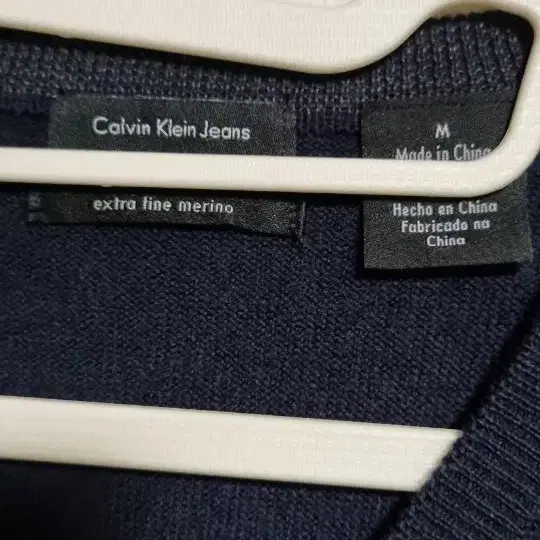 Calvin Klein Jeans
extra fine merino
M
Made in China
Hecho en China
Fabricado na
China